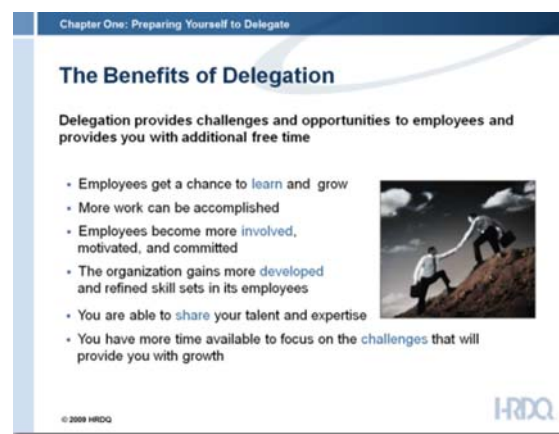 Chapter One: Preparing Yourself to Delegate
The Benefits of Delegation
Delegation provides challenges and opportunities to employees and
provides you with additional free time
• Employees get a chance to learn and grow
• More work can be accomplished
• Employees become more involved,
motivated, and committed
• The organization gains more developed
and refined skill sets in its employees
• You are able to share your talent and expertise
• You have more time available to focus on the challenges that will
provide you with growth
© 2009 HRDQ
HRDQ